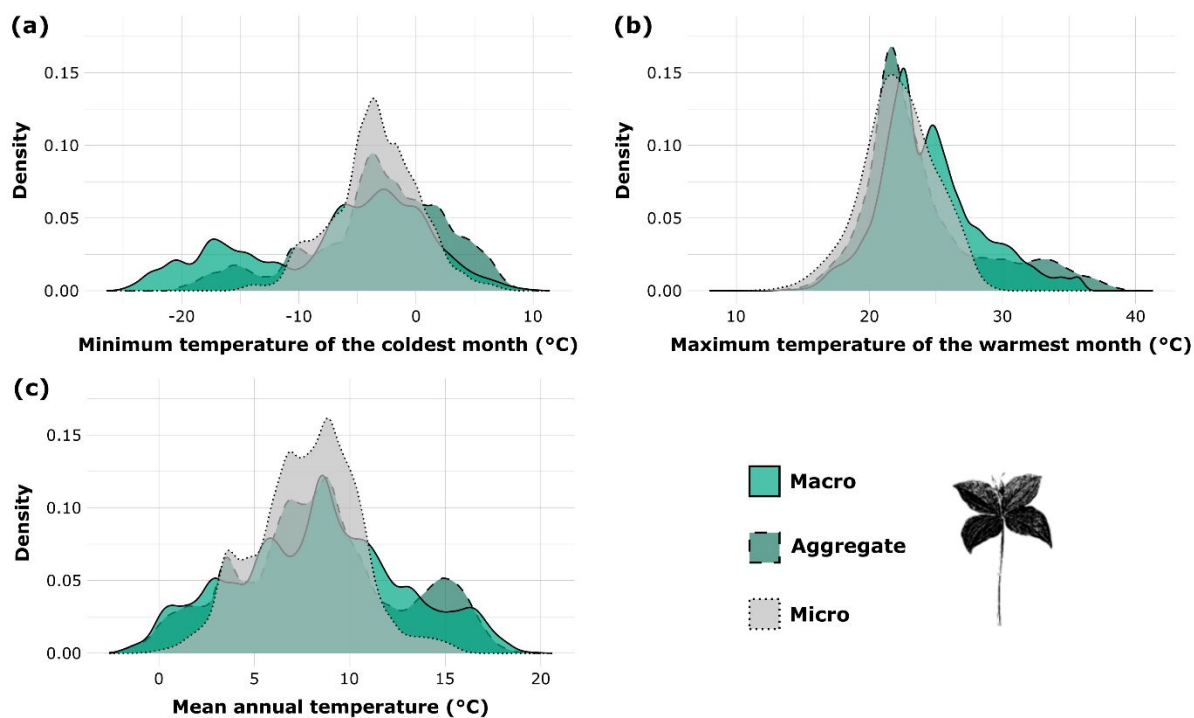 (a)
0.15
0.10
0.05
0.00
Density
-20 -10 0 10
Minimum temperature of the coldest month (°C)
(b)
0.15
0.10
0.05
0.00
Density
10 20 30 40
Maximum temperature of the warmest month (°C)
(c)
0.15
0.10
0.05
0.00
Density
0 5 10 15 20
Mean annual temperature (°C)
Macro
Aggregate
Micro